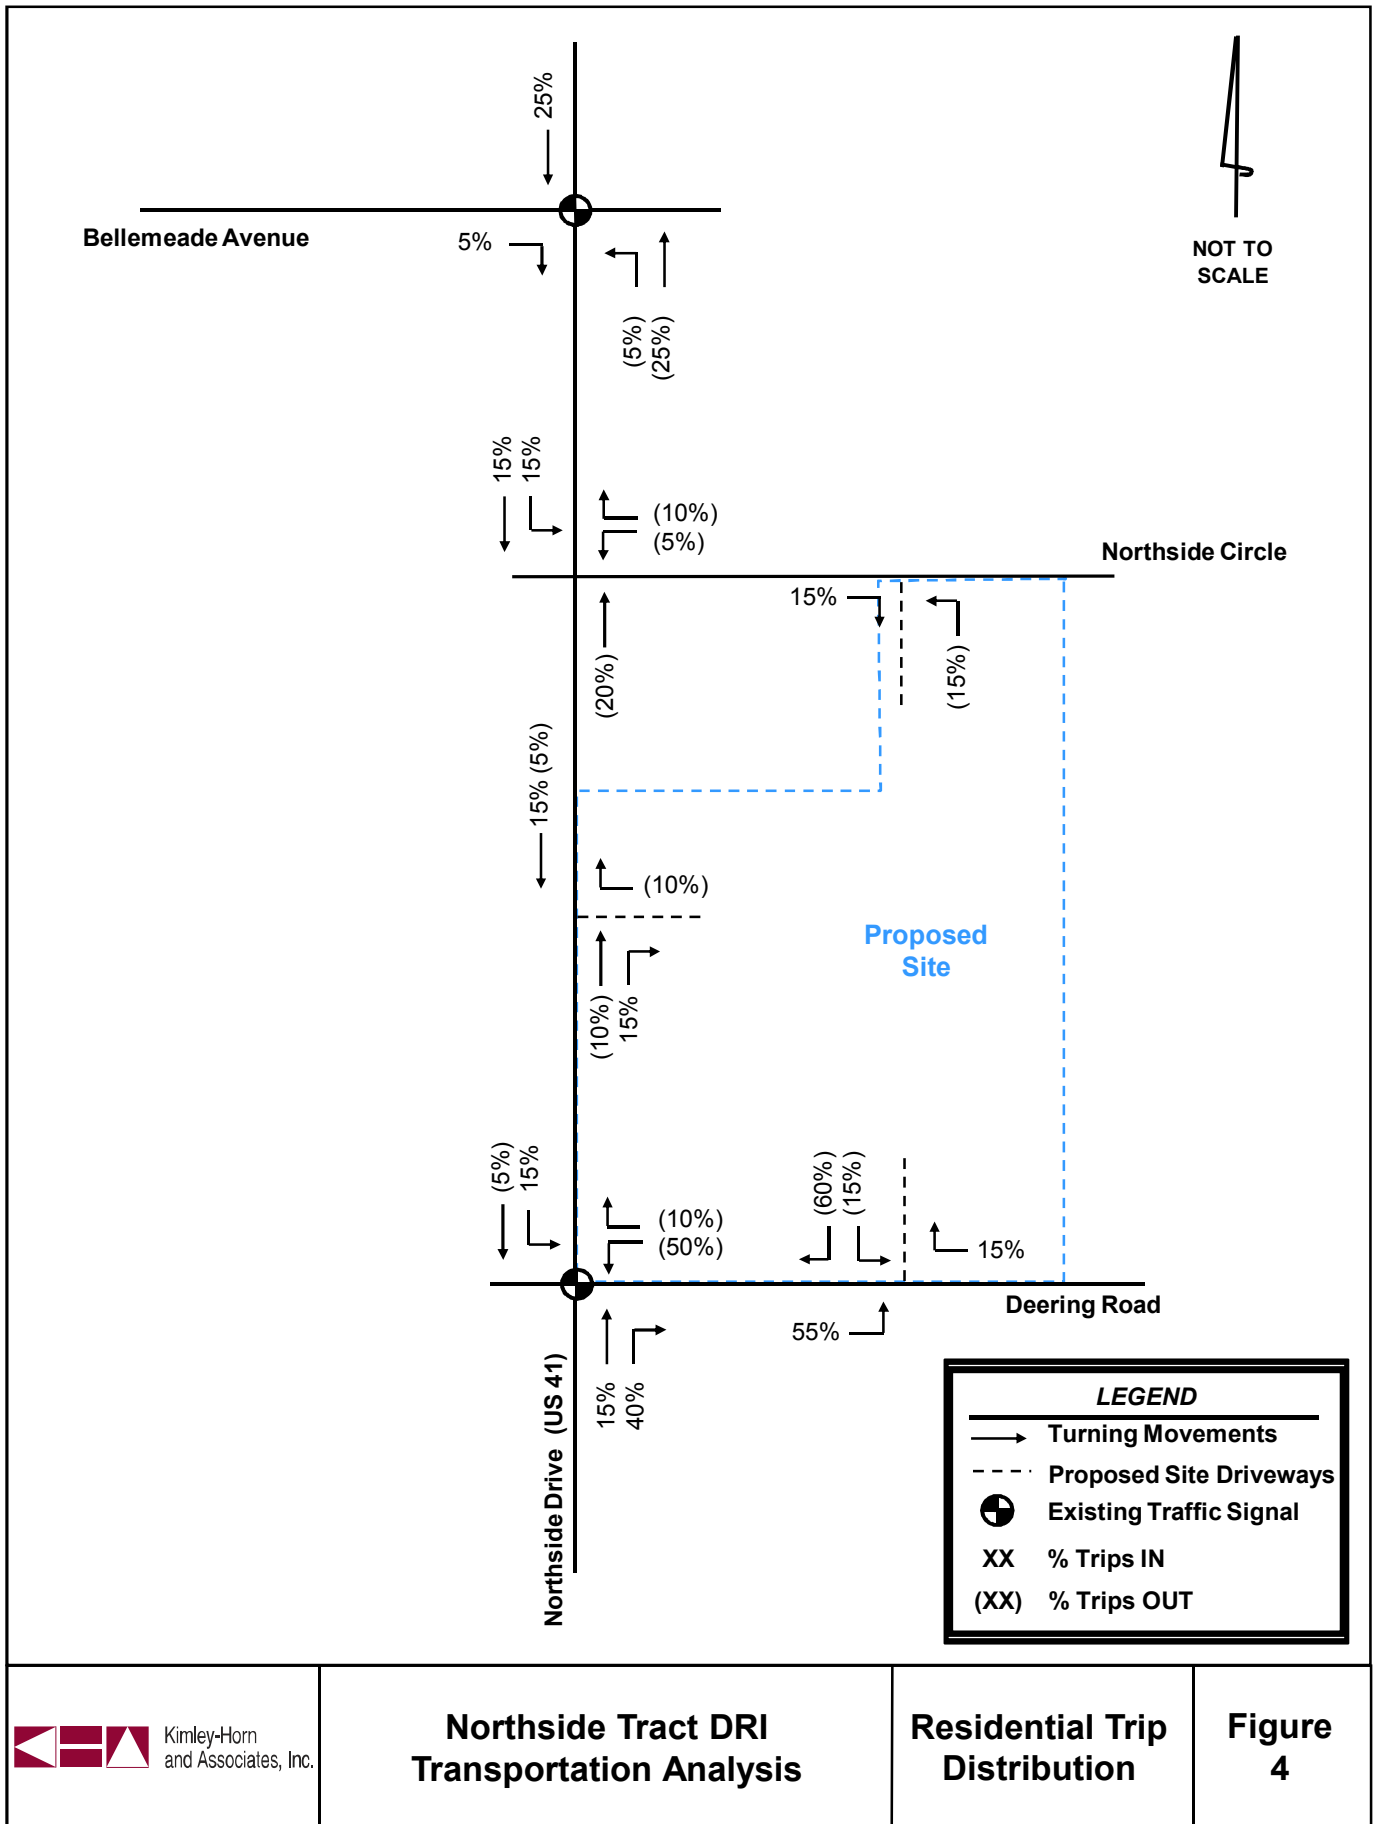 25%
Bellemeade Avenue
5%
(5%)
(25%)
NOT TO
SCALE
15%
15%
(10%)
(5%)
Northside Circle
15%
(15%)
(20%)
15% (5%)
(10%)
Proposed
Site
(10%)
15%
(5%)
15%
(10%)
(50%)
(60%)
(15%)
15%
Deering Road
55%
15%
40%
Northside Drive (US 41)
LEGEND
Turning Movements
Proposed Site Driveways
Existing Traffic Signal
XX % Trips IN
(XX) % Trips OUT
Kimley-Horn
and Associates, Inc.
Northside Tract DRI
Transportation Analysis
Residential Trip
Distribution
Figure
4